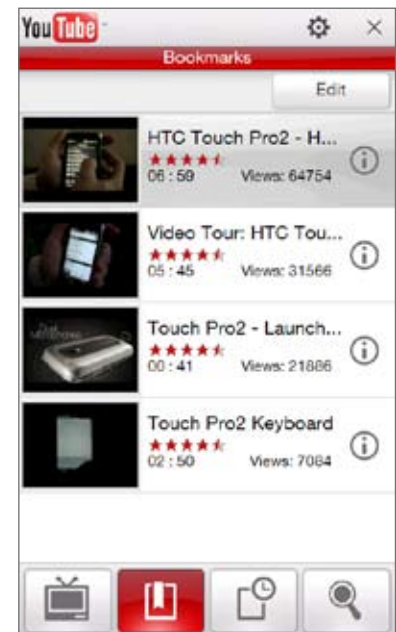 YouTube
Bookmarks
Edit
HTC Touch Pro2 - H...
06 : 59 Views: 64754
Video Tour: HTC Tou...
05 : 45 Views: 31566
Touch Pro2 - Launch...
00 : 41 Views: 21886
Touch Pro2 Keyboard
02 : 50 Views: 7084